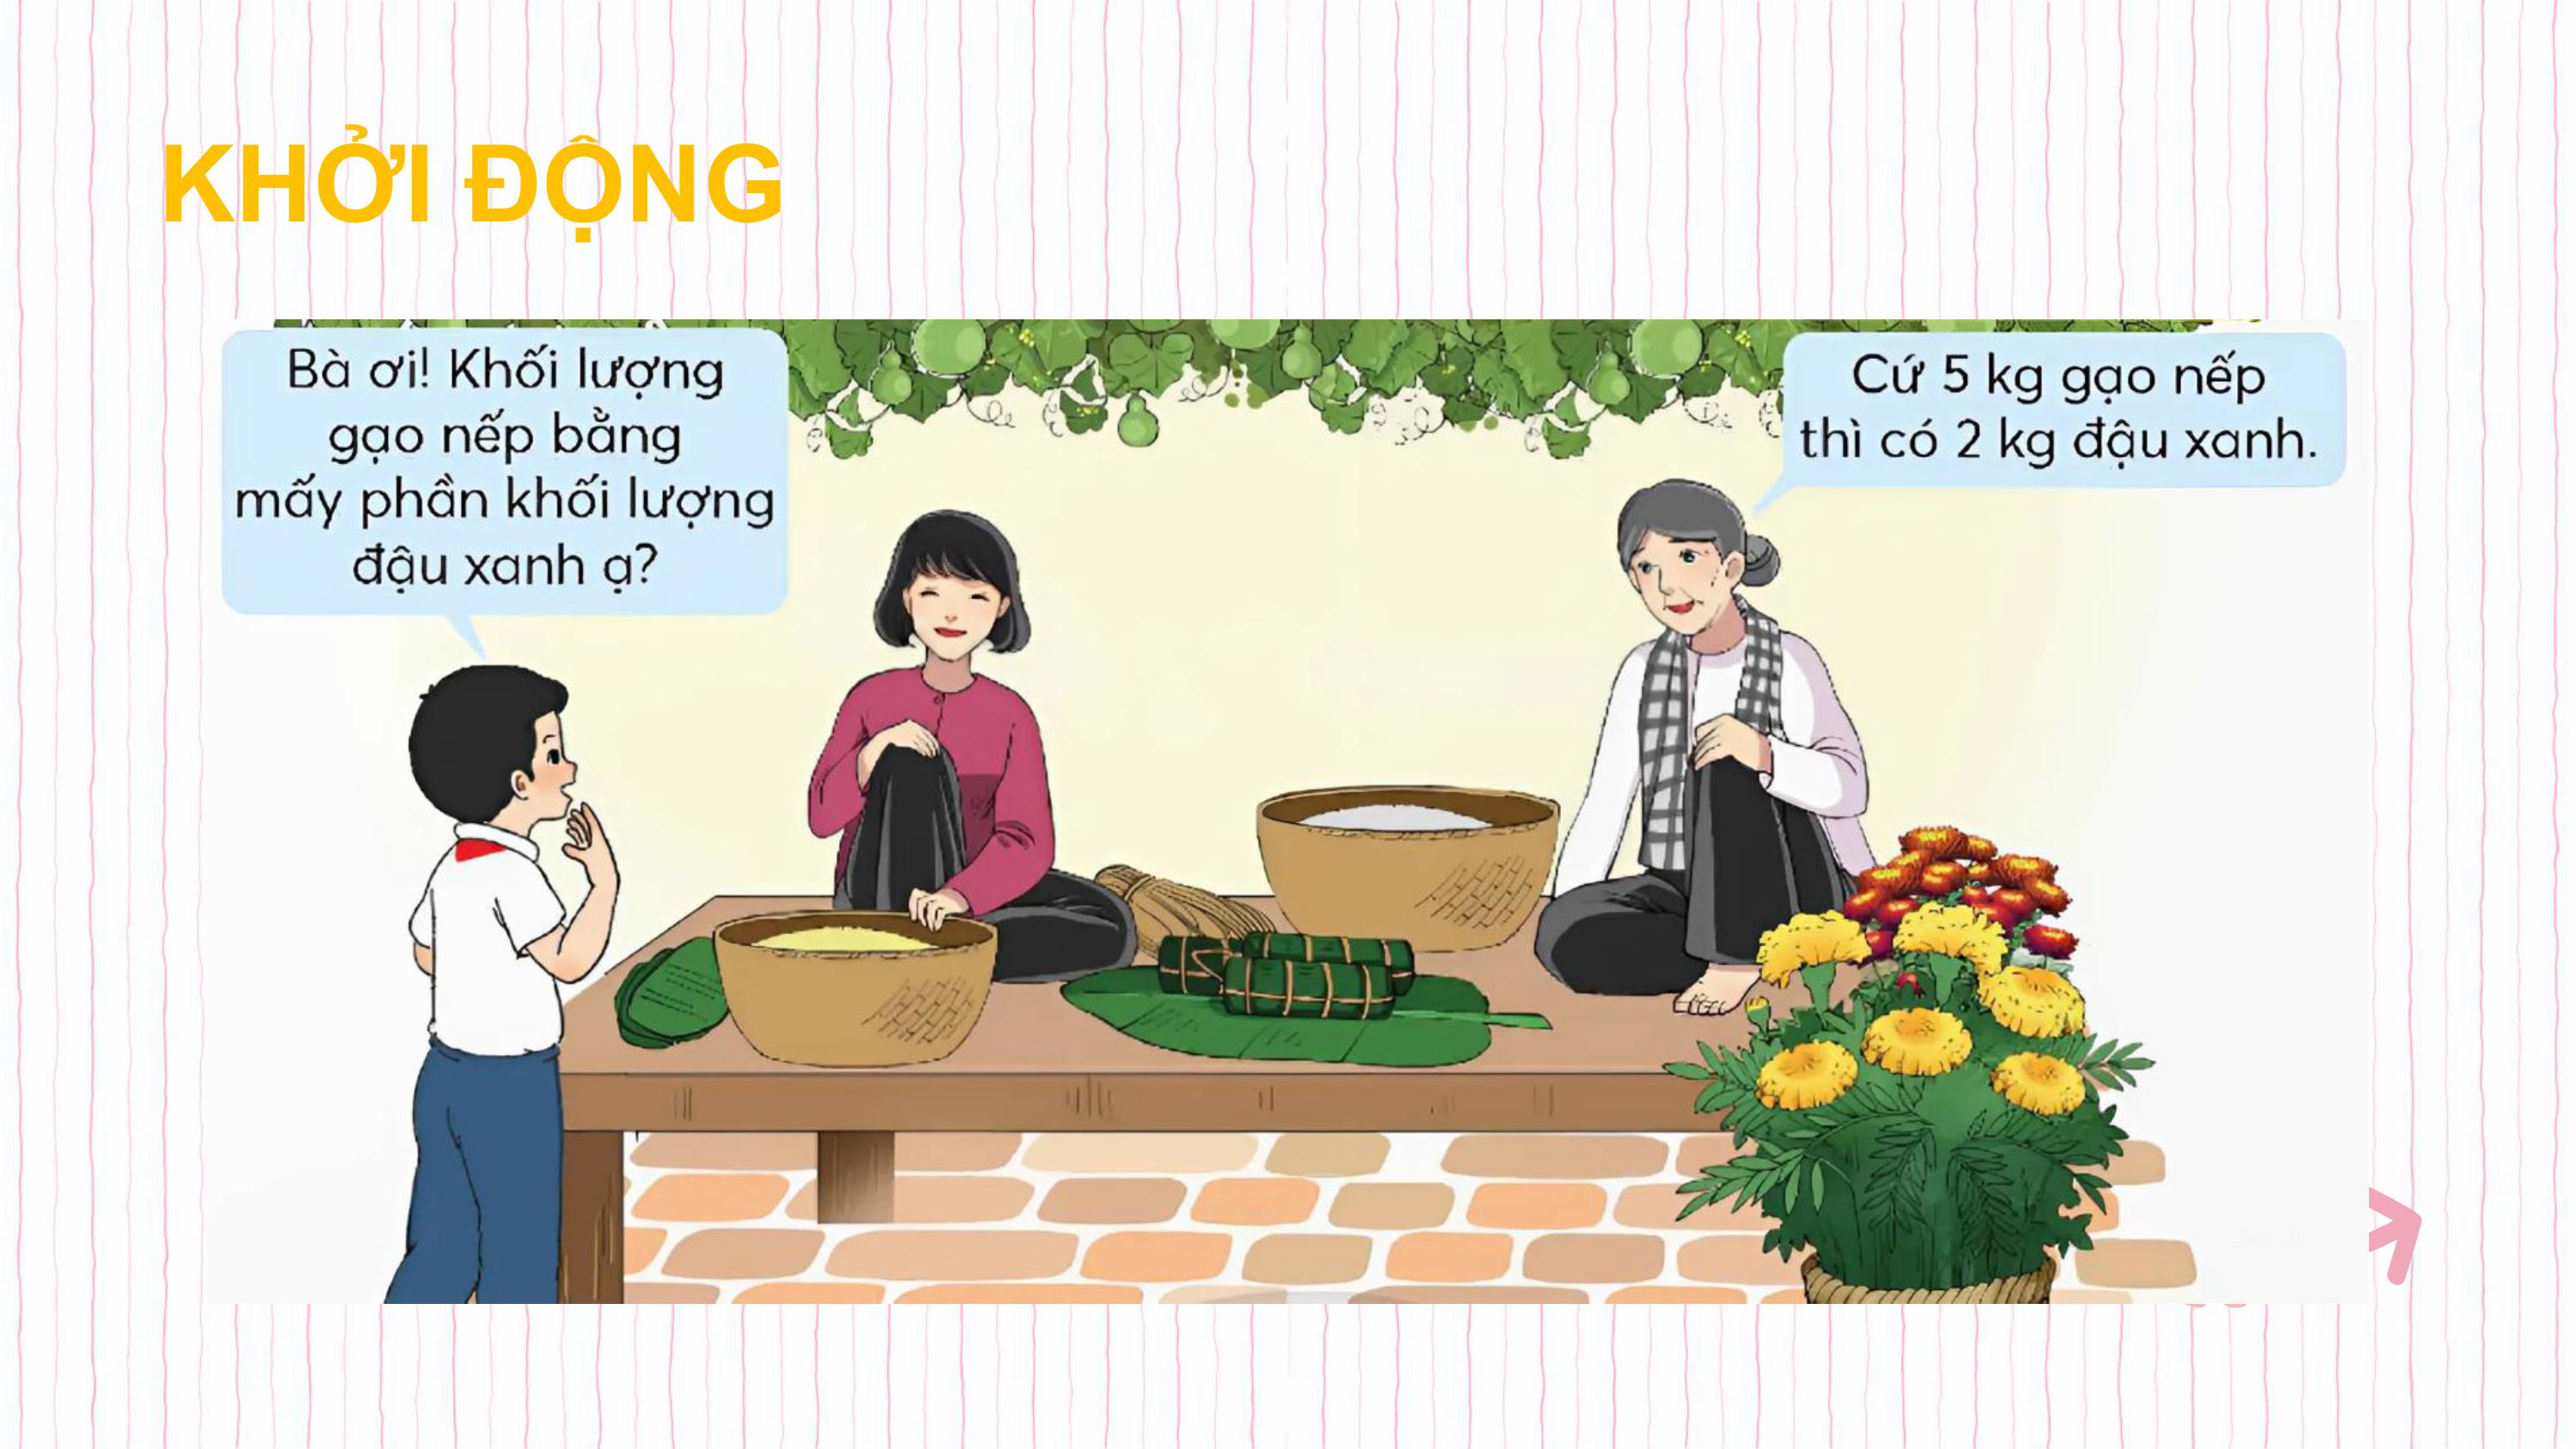 KHỞI ĐỘNG
Bà ơi! Khối lượng
gạo nếp bằng
mấy phần khối lượng
đậu xanh ạ?
Cứ 5 kg gạo nếp
thì có 2 kg đậu xanh.